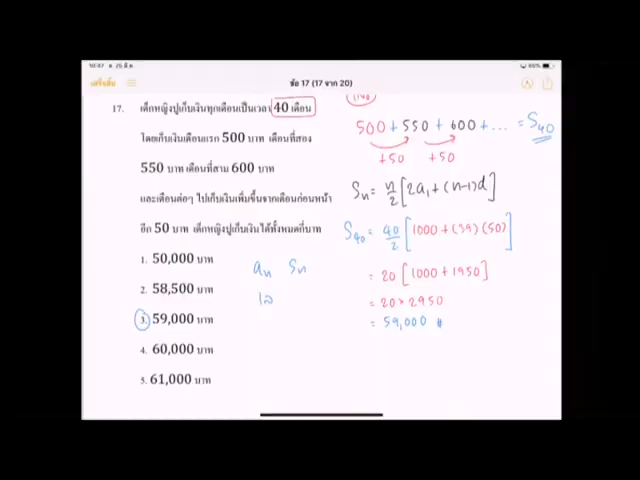 เสร็จสิ้น
ข้อ 17 (17 จาก 20)
17. เด็กหญิงปูเก็บเงินทุกเดือนเป็นเวลา 40 เดือน
โดยเก็บเงินเดือนแรก 500 บาท เดือนที่สอง
550 บาท เดือนที่สาม 600 บาท
และเดือนต่อๆ ไปเก็บเงินเพิ่มขึ้นจากเดือนก่อนหน้า
อีก 50 บาท เด็กหญิงปูเก็บเงินได้ทั้งหมดกี่บาท
1. 50,000 บาท
2. 58,500 บาท
3. 59,000 บาท
4. 60,000 บาท
5. 61,000 บาท
aₙ Sₙ
500 + 550 + 600 + ... = S₄₀
+50 +50
Sₙ = n/2 [2a₁ + (n-1)d]
S₄₀ = 40/2 [1000 + (39)(50)]
= 20 [1000 + 1950]
= 20 × 2950
= 59,000 #